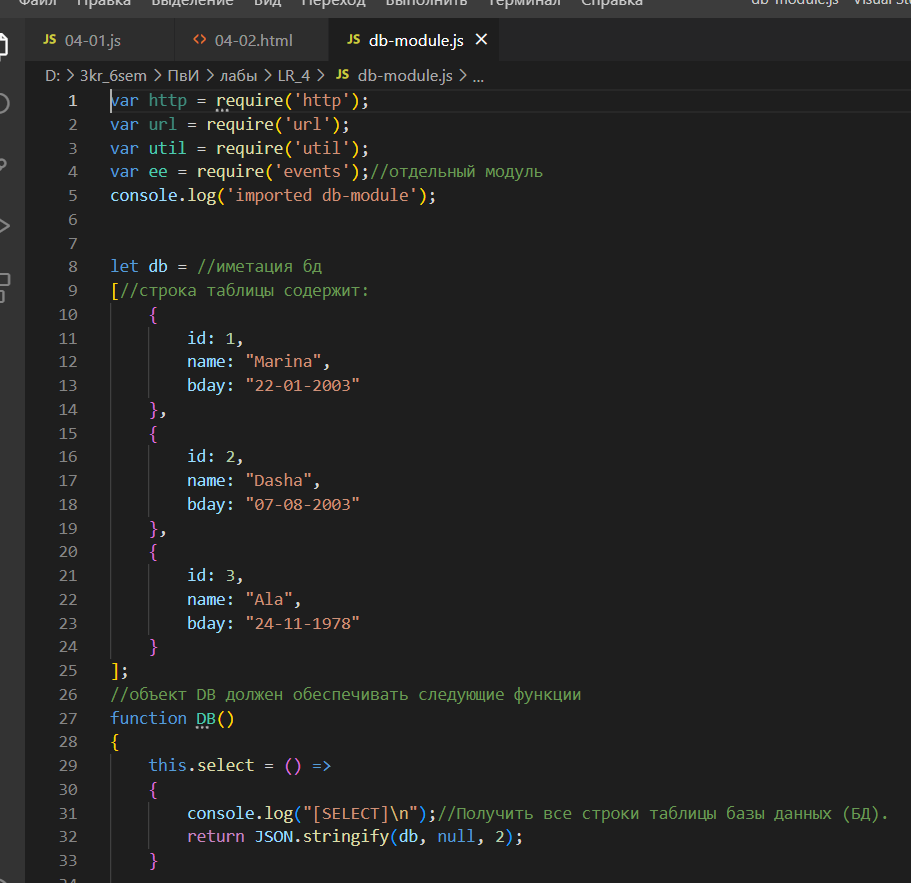 Файл Правка Выделение Вид Переход Выполнить Терминал Справка db-module.js Visual Stu
JS 04-01.js <> 04-02.html JS db-module.js ×
D: > 3kr_6sem > ПвИ > лабы > LR_4 > JS db-module.js > ...
1 var http = require('http');
2 var url = require('url');
3 var util = require('util');
4 var ee = require('events');//отдельный модуль
5 console.log('imported db-module');
6
7
8 let db = //иметация бд
9 [//строка таблицы содержит:
10 {
11 id: 1,
12 name: "Marina",
13 bday: "22-01-2003"
14 },
15 {
16 id: 2,
17 name: "Dasha",
18 bday: "07-08-2003"
19 },
20 {
21 id: 3,
22 name: "Ala",
23 bday: "24-11-1978"
24 }
25 ];
26 //объект DB должен обеспечивать следующие функции
27 function DB()
28 {
29 this.select = () =>
30 {
31 console.log("[SELECT]\n");//Получить все строки таблицы базы данных (БД).
32 return JSON.stringify(db, null, 2);
33 }
34